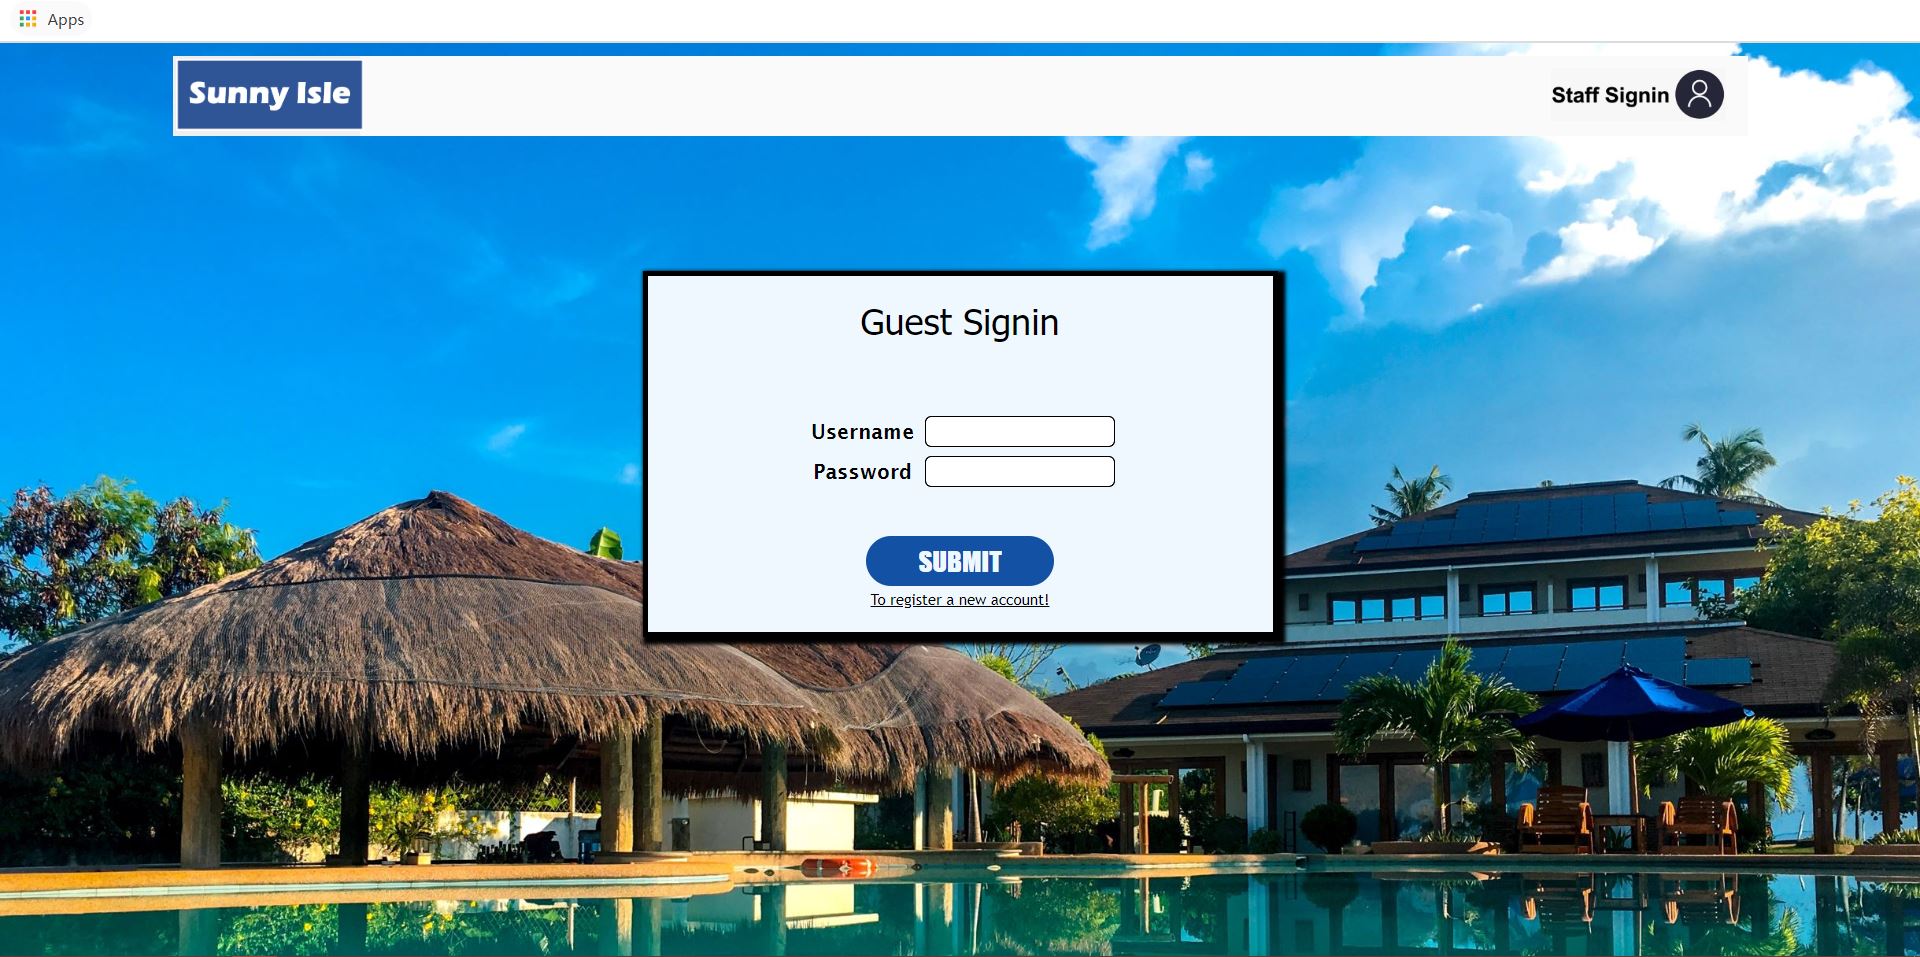 Apps
Sunny Isle
Staff Signin
Guest Signin
Username
Password
SUBMIT
To register a new account!